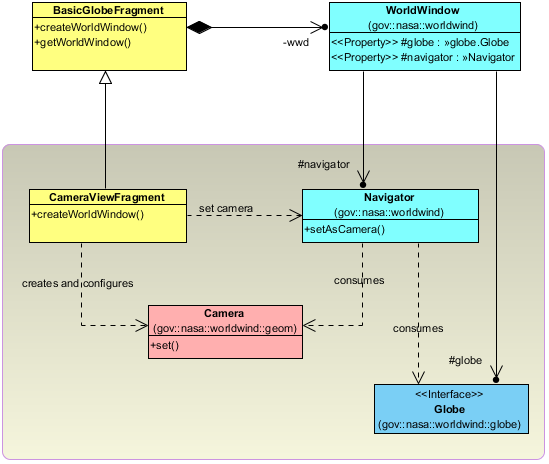 BasicGlobeFragment
+createWorldWindow()
+getWorldWindow()
-wwd
WorldWindow
(gov::nasa::worldwind)
<<Property>> #globe : »globe.Globe
<<Property>> #navigator : »Navigator
#navigator
CameraViewFragment
+createWorldWindow()
set camera
Navigator
(gov::nasa::worldwind)
+setAsCamera()
creates and configures
consumes
Camera
(gov::nasa::worldwind::geom)
+set()
consumes
#globe
<<Interface>>
Globe
(gov::nasa::worldwind::globe)